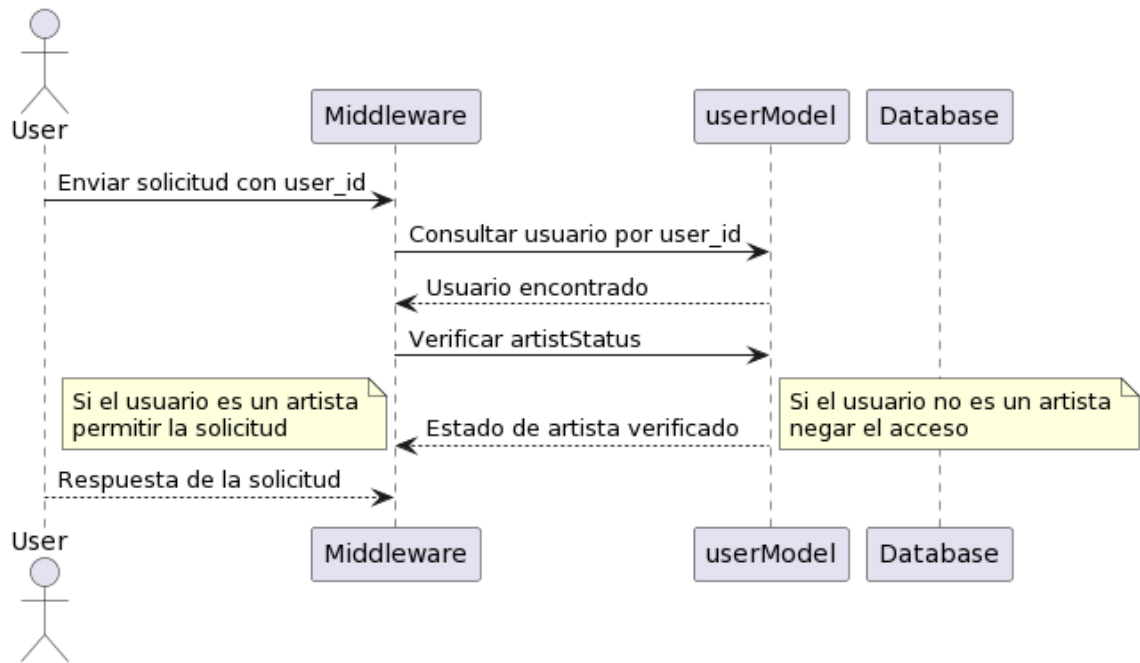 User
Middleware
userModel
Database
Enviar solicitud con user_id
Consultar usuario por user_id
Usuario encontrado
Verificar artistStatus
Si el usuario es un artista
permitir la solicitud
Estado de artista verificado
Si el usuario no es un artista
negar el acceso
Respuesta de la solicitud
User
Middleware
userModel
Database